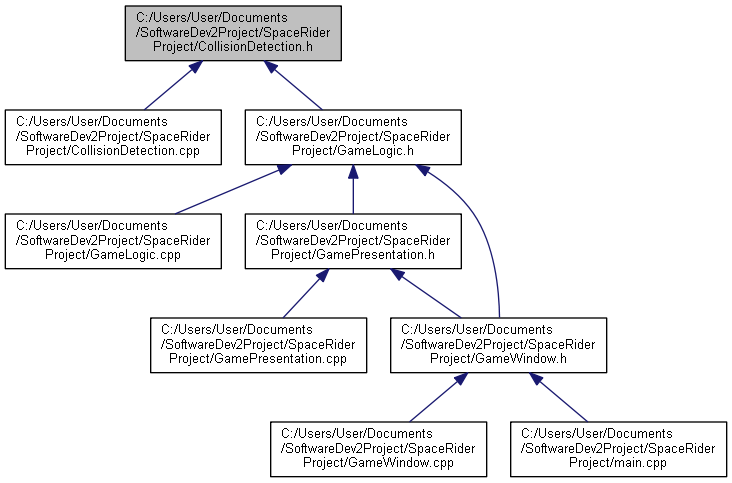 C:/Users/User/Documents
/SoftwareDev2Project/SpaceRider
Project/CollisionDetection.h
C:/Users/User/Documents
/SoftwareDev2Project/SpaceRider
Project/CollisionDetection.cpp
C:/Users/User/Documents
/SoftwareDev2Project/SpaceRider
Project/GameLogic.h
C:/Users/User/Documents
/SoftwareDev2Project/SpaceRider
Project/GameLogic.cpp
C:/Users/User/Documents
/SoftwareDev2Project/SpaceRider
Project/GamePresentation.h
C:/Users/User/Documents
/SoftwareDev2Project/SpaceRider
Project/GamePresentation.cpp
C:/Users/User/Documents
/SoftwareDev2Project/SpaceRider
Project/GameWindow.h
C:/Users/User/Documents
/SoftwareDev2Project/SpaceRider
Project/GameWindow.cpp
C:/Users/User/Documents
/SoftwareDev2Project/SpaceRider
Project/main.cpp